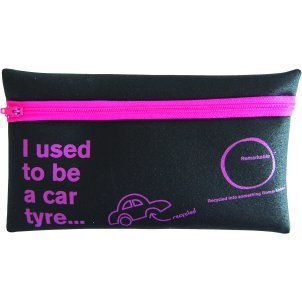 I used
to be
a car
tyre...
recycled
Remarkable
Recycled into something Remarkable